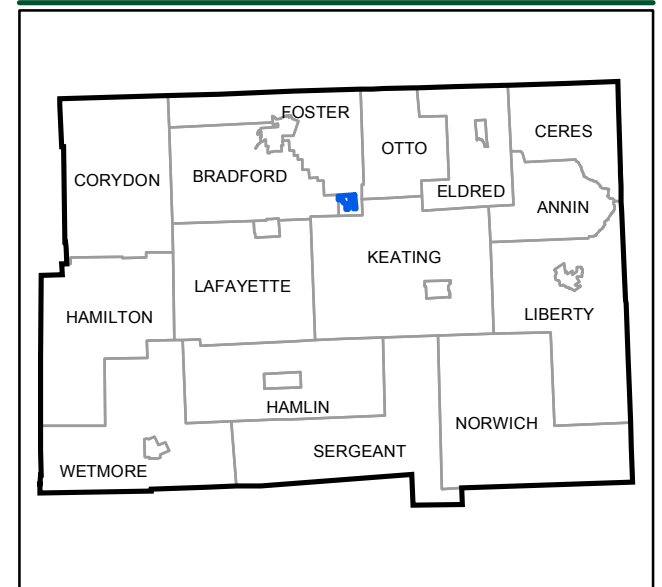 FOSTER
CERES
OTTO
CORYDON
BRADFORD
ELDRED
ANNIN
KEATING
LAFAYETTE
LIBERTY
HAMILTON
HAMLIN
NORWICH
SERGEANT
WETMORE